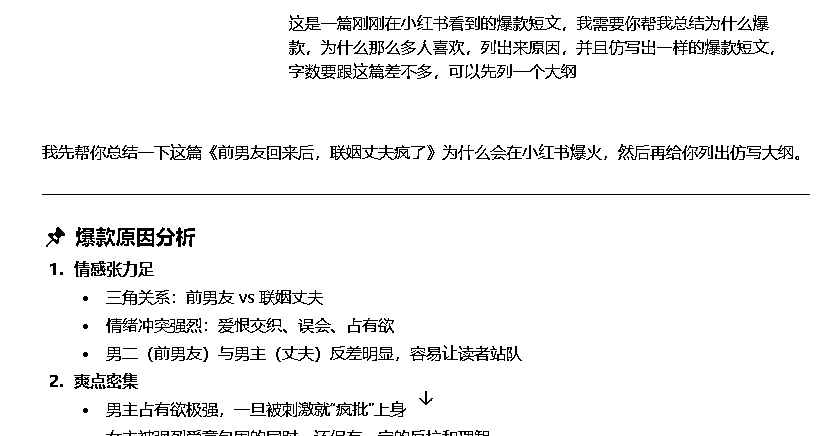 这是一篇刚刚在小红书看到的爆款短文，我需要你帮我总结为什么爆
款，为什么那么多人喜欢，列出来原因，并且仿写出一样的爆款短文，
字数要跟这篇差不多，可以先列一个大纲
我先帮你总结一下这篇《前男友回来后，联姻丈夫疯了》为什么会在小红书爆火，然后再给你列出仿写大纲。
📌 爆款原因分析
1. 情感张力足
• 三角关系：前男友 vs 联姻丈夫
• 情绪冲突强烈：爱恨交织、误会、占有欲
• 男二（前男友）与男主（丈夫）反差明显，容易让读者站队
2. 爽点密集
• 男主占有欲极强，一旦被刺激就“疯批”上身